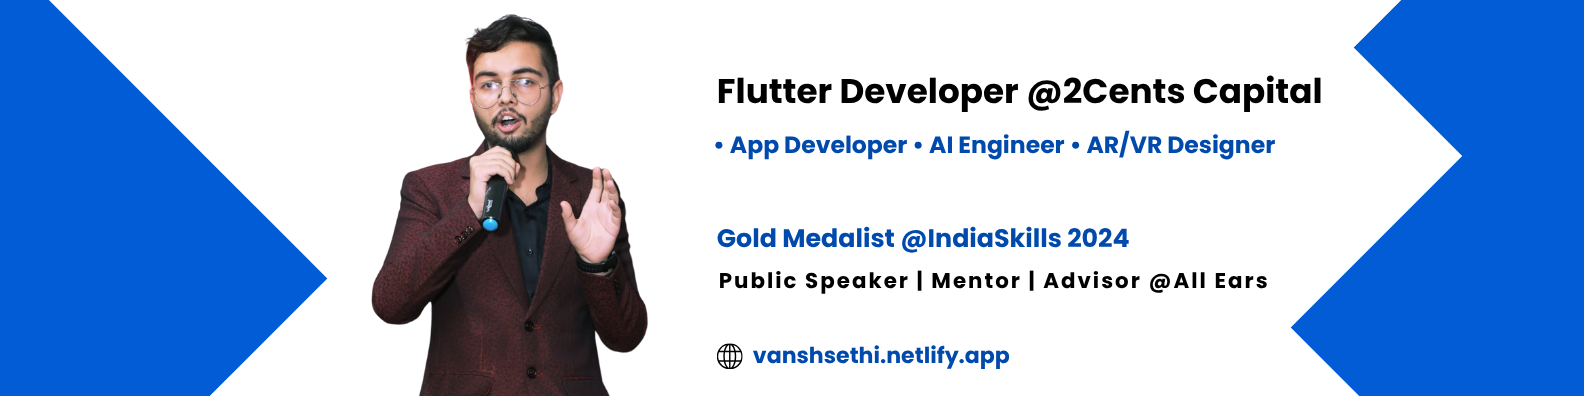 Flutter Developer @2Cents Capital
• App Developer • AI Engineer • AR/VR Designer
Gold Medalist @IndiaSkills 2024
Public Speaker | Mentor | Advisor @All Ears
vanshsethi.netlify.app